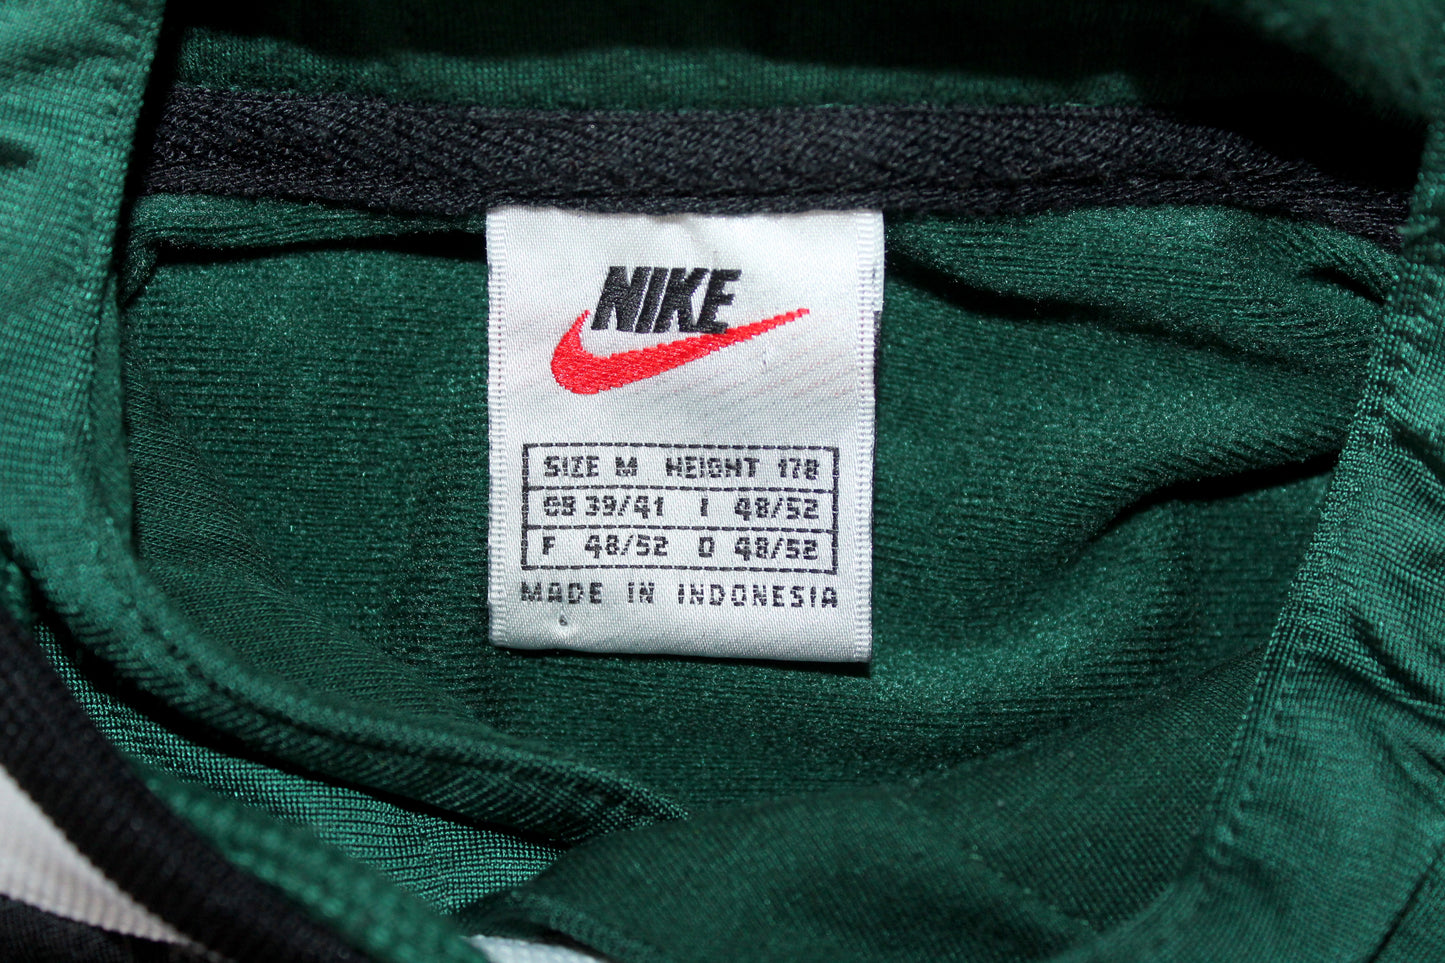 NIKE
SIZE M HEIGHT 178
GB 39/41 I 48/52
F 48/52 D 48/52
MADE IN INDONESIA